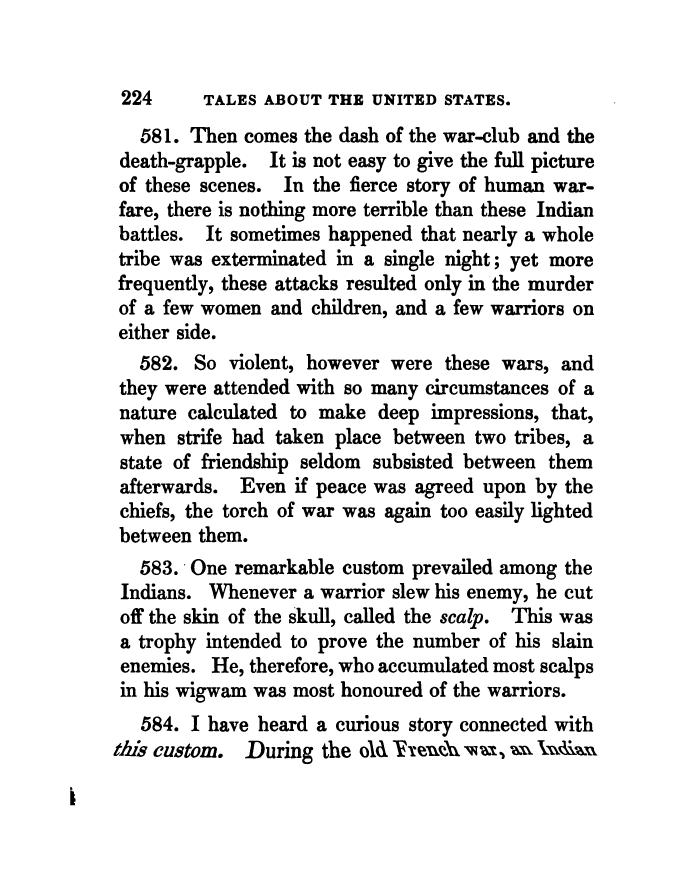 224 TALES ABOUT THE UNITED STATES.
581. Then comes the dash of the war-club and the
death-grapple. It is not easy to give the full picture
of these scenes. In the fierce story of human war-
fare, there is nothing more terrible than these Indian
battles. It sometimes happened that nearly a whole
tribe was exterminated in a single night; yet more
frequently, these attacks resulted only in the murder
of a few women and children, and a few warriors on
either side.
582. So violent, however were these wars, and
they were attended with so many circumstances of a
nature calculated to make deep impressions, that,
when strife had taken place between two tribes, a
state of friendship seldom subsisted between them
afterwards. Even if peace was agreed upon by the
chiefs, the torch of war was again too easily lighted
between them.
583. One remarkable custom prevailed among the
Indians. Whenever a warrior slew his enemy, he cut
off the skin of the skull, called the scalp. This was
a trophy intended to prove the number of his slain
enemies. He, therefore, who accumulated most scalps
in his wigwam was most honoured of the warriors.
584. I have heard a curious story connected with
this custom. During the old French war, an Indian